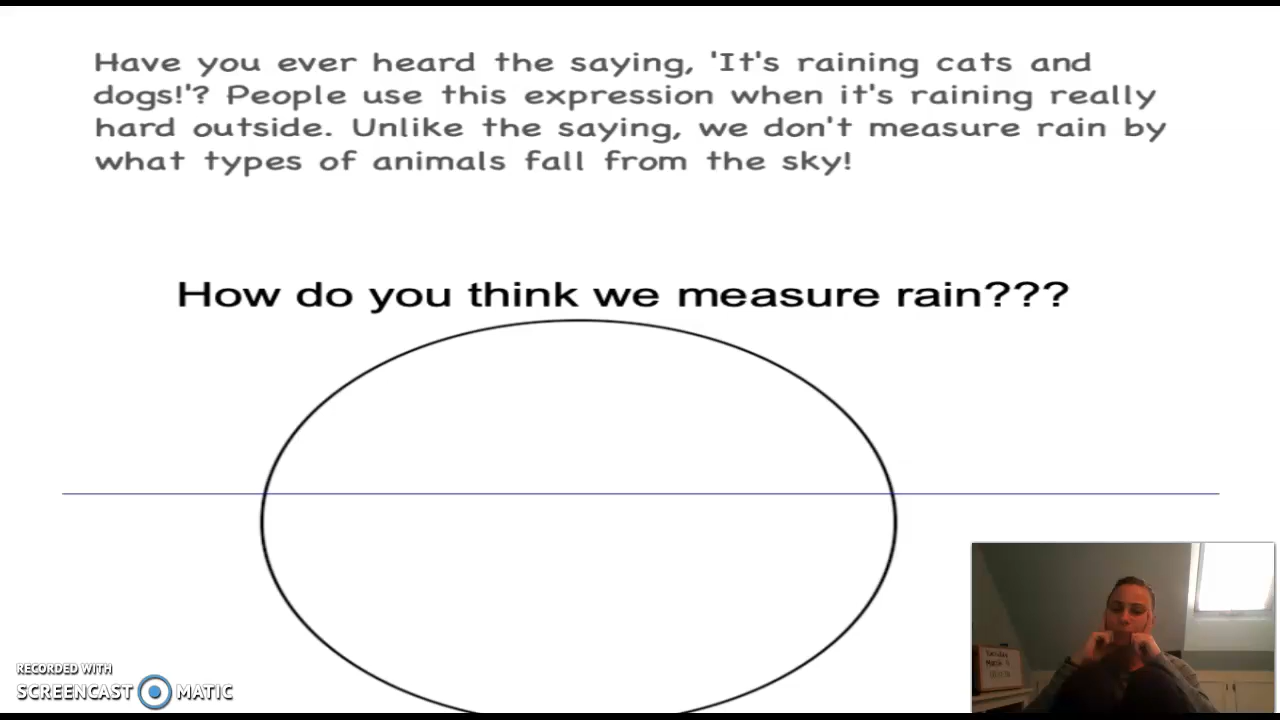 Have you ever heard the saying, 'It's raining cats and
dogs!'? People use this expression when it's raining really
hard outside. Unlike the saying, we don't measure rain by
what types of animals fall from the sky!
How do you think we measure rain???
RECORDED WITH
SCREENCAST MATIC